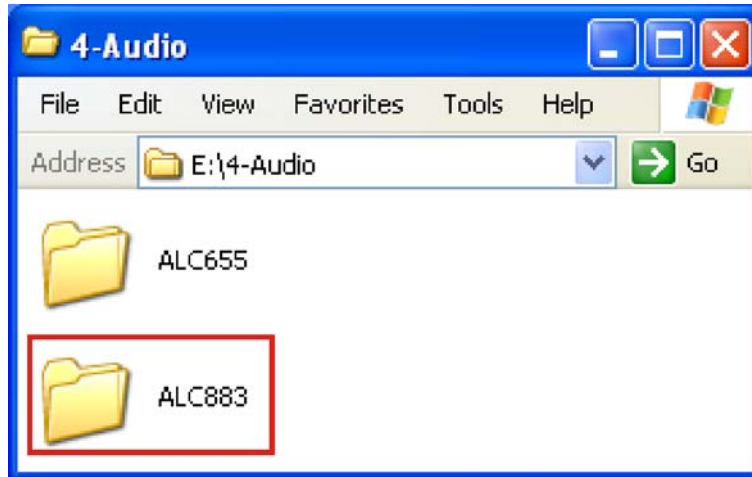 4-Audio
File Edit View Favorites Tools Help
Address E:\4-Audio Go
ALC655
ALC883